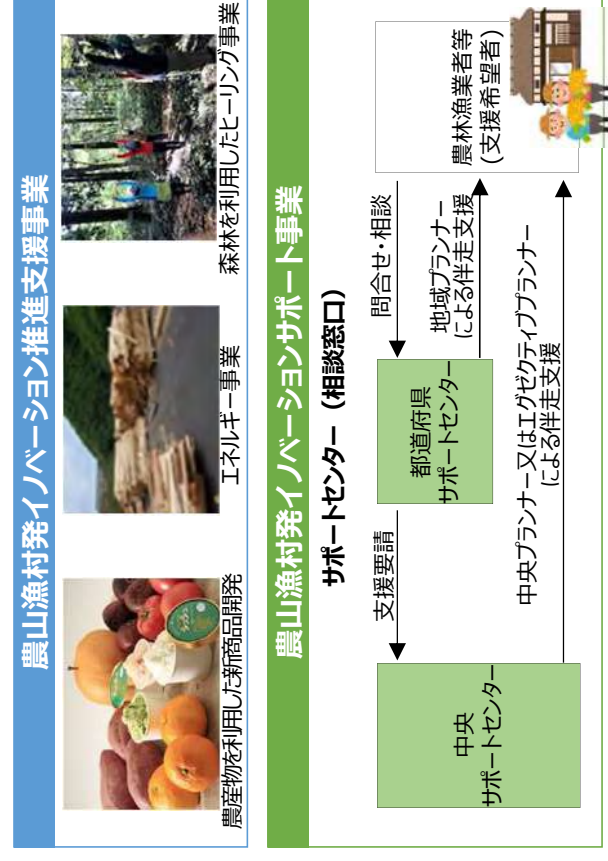 農山漁村発イノベーション推進支援事業
農産物を利用した新商品開発
エネルギー事業
森林を利用したヒーリング事業
農山漁村発イノベーションサポート事業
サポートセンター（相談窓口）
中央
サポートセンター
支援要請
都道府県
サポートセンター
問合せ・相談
地域プランナー
による伴走支援
中央プランナー又はエグゼクティブプランナー
による伴走支援
農林漁業者等
(支援希望者)